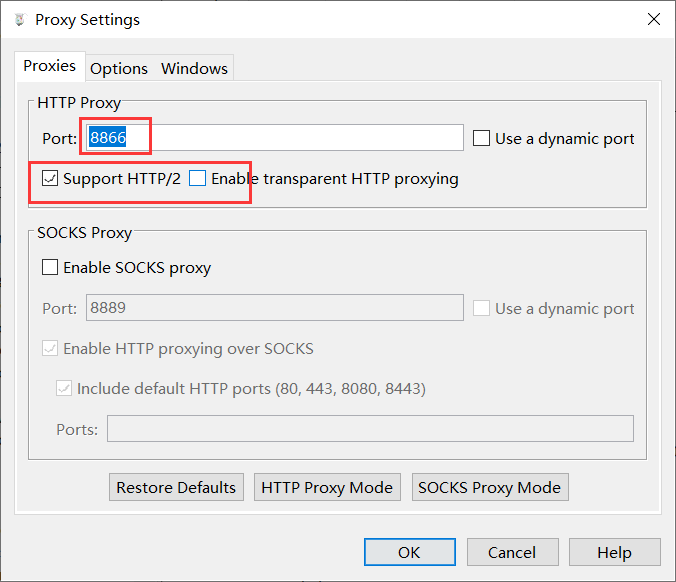 Proxy Settings
Proxies Options Windows
HTTP Proxy
Port: 8866 Use a dynamic port
Support HTTP/2 Enable transparent HTTP proxying
SOCKS Proxy
Enable SOCKS proxy
Port: 8889 Use a dynamic port
Enable HTTP proxying over SOCKS
Include default HTTP ports (80, 443, 8080, 8443)
Ports:
Restore Defaults HTTP Proxy Mode SOCKS Proxy Mode
OK Cancel Help